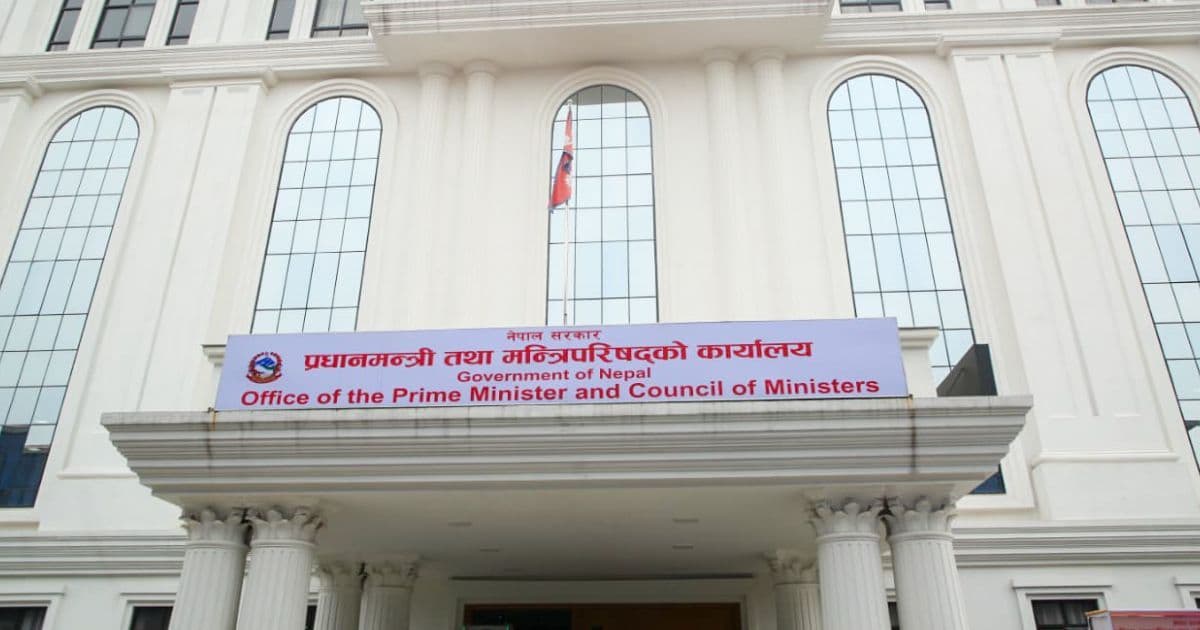 नेपाल सरकार
प्रधानमन्त्री तथा मन्त्रिपरिषद्को कार्यालय
Government of Nepal
Office of the Prime Minister and Council of Ministers